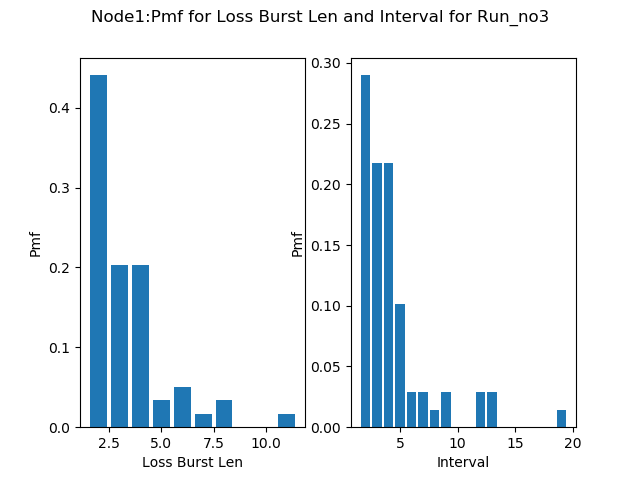 Node1:Pmf for Loss Burst Len and Interval for Run_no3
Pmf
0.4
0.3
0.2
0.1
0.0
2.5 5.0 7.5 10.0
Loss Burst Len
Pmf
0.30
0.25
0.20
0.15
0.10
0.05
0.00
5 10 15 20
Interval